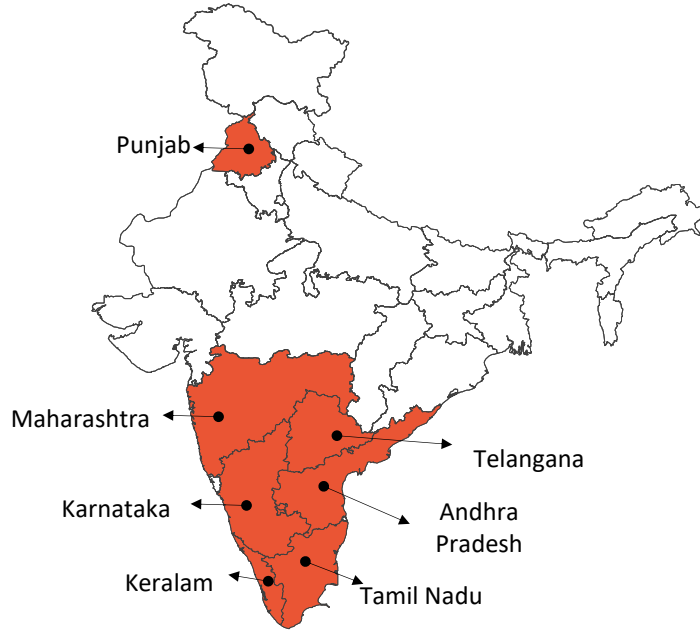 Punjab
Maharashtra
Telangana
Karnataka
Andhra
Pradesh
Keralam
Tamil Nadu